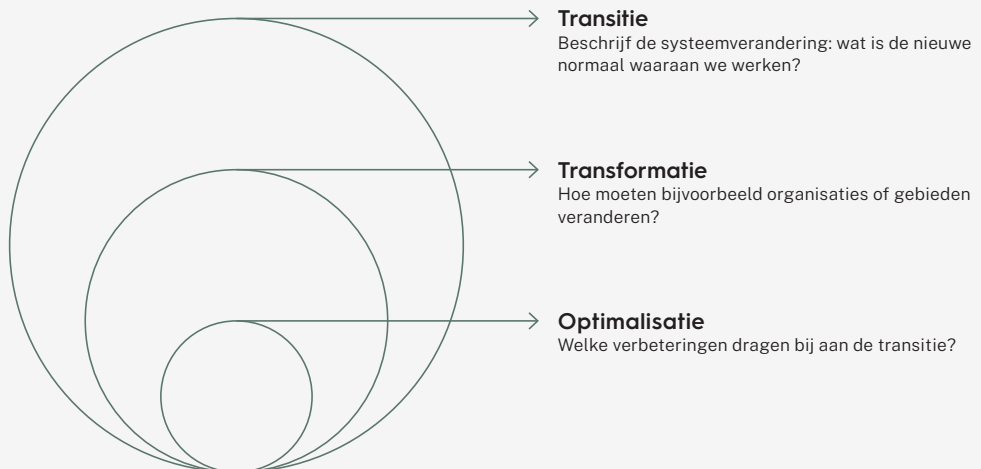 Transitie
Beschrijf de systeemverandering: wat is de nieuwe
normaal waaraan we werken?
Transformatie
Hoe moeten bijvoorbeeld organisaties of gebieden
veranderen?
Optimalisatie
Welke verbeteringen dragen bij aan de transitie?